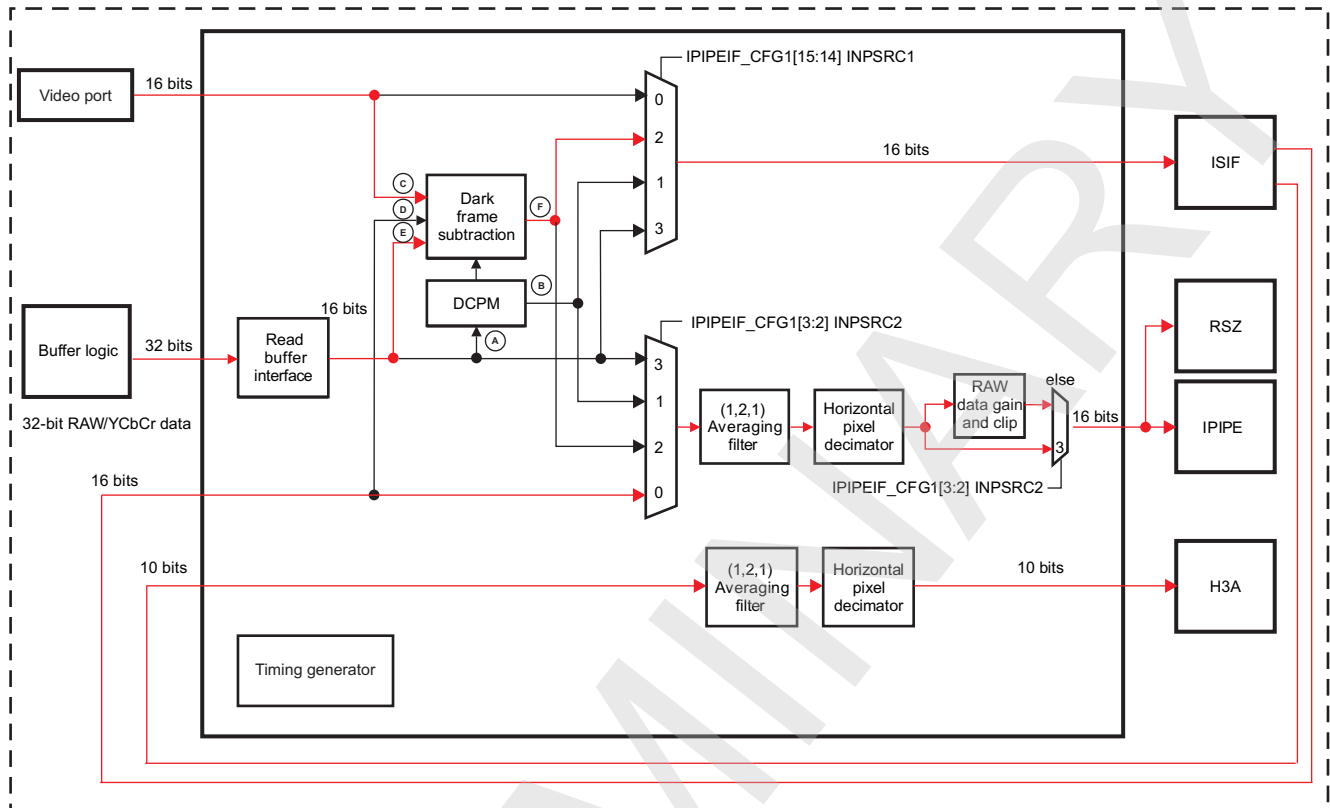 IPIPEIF_CFG1[15:14] INPSRC1
Video port
16 bits
0
2
1
3
16 bits
ISIF
C
D
E
Dark
frame
subtraction
F
DCPM
B
A
Buffer logic
32 bits
32-bit RAW/YCbCr data
Read
buffer
interface
16 bits
IPIPEIF_CFG1[3:2] INPSRC2
3
1
2
0
(1,2,1)
Averaging
filter
Horizontal
pixel
decimator
RAW
data gain
and clip
else
3
16 bits
IPIPEIF_CFG1[3:2] INPSRC2
RSZ
IPIPE
16 bits
10 bits
(1,2,1)
Averaging
filter
Horizontal
pixel
decimator
10 bits
H3A
Timing generator
MINARY